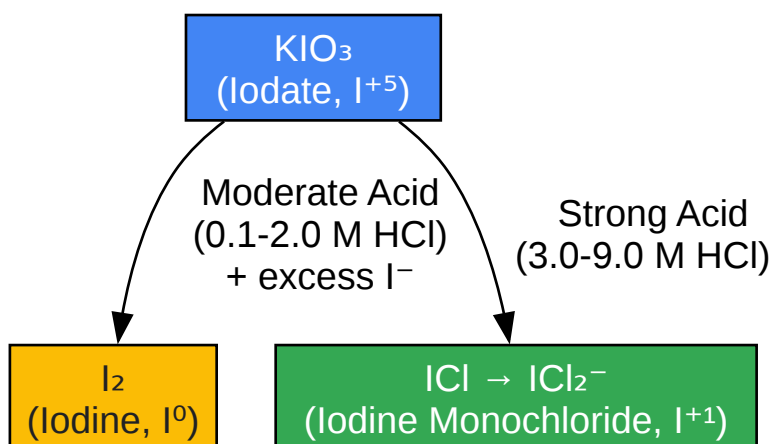 KIO₃
(Iodate, I⁺⁵)
Moderate Acid
(0.1-2.0 M HCl)
+ excess I⁻
Strong Acid
(3.0-9.0 M HCl)
I₂
(Iodine, I⁰)
ICl → ICl₂⁻
(Iodine Monochloride, I⁺¹)